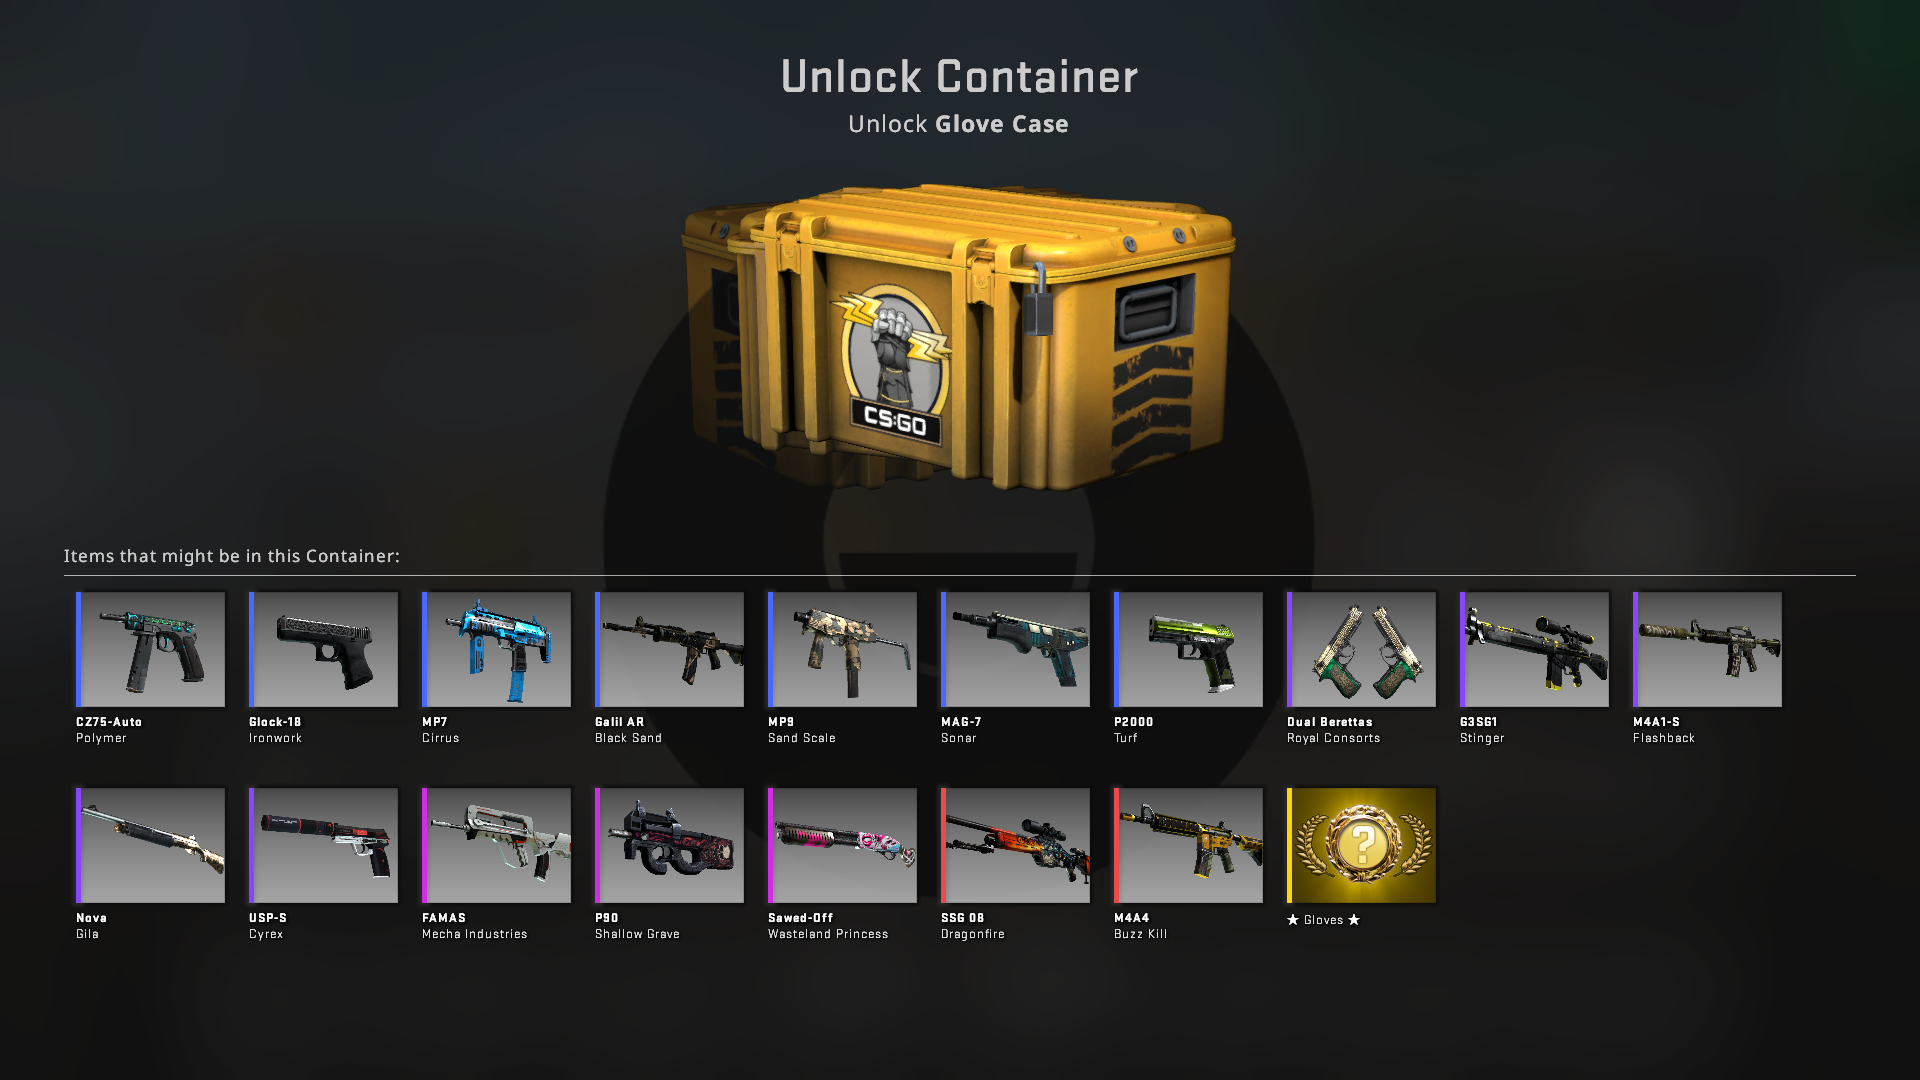 Unlock Container
Unlock Glove Case
CS:GO
Items that might be in this Container:
CZ75-Auto
Polymer
Glock-18
Ironwork
MP7
Cirrus
Galil AR
Black Sand
MP9
Sand Scale
MAG-7
Sonar
P2000
Turf
Dual Berettas
Royal Consorts
G3SG1
Stinger
M4A1-S
Flashback
Nova
Gila
USP-S
Cyrex
FAMAS
Mecha Industries
P90
Shallow Grave
Sawed-Off
Wasteland Princess
SSG 08
Dragonfire
M4A4
Buzz Kill
?
★ Gloves ★